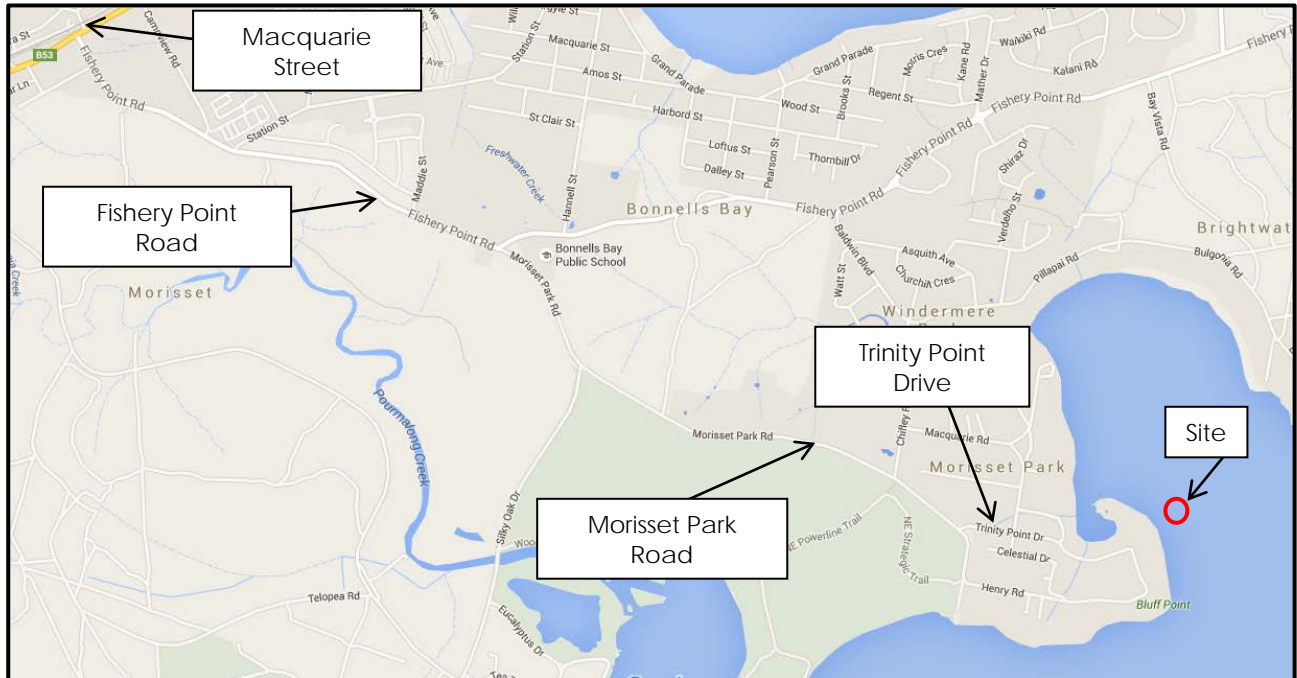 Macquarie
Street
B53
Fishery Point Rd
Station St
Station St
Macquarie St
Amos St
Grand Parade
Grand Parade
Morris Cres
Kane Rd
Mather Dr
Waikiki Rd
Kalani Rd
Fishery P
Bay Vista Rd
Harbord St
Wood St
Brooks St
Regent St
Fishery Point Rd
St Clair St
Loftus St
Dalley St
Pearson St
Thornbill Dr
Shiraz Dr
Freshwater Creek
Maddie St
Hannell St
Fishery Point
Road
Fishery Point Rd
Bonnells Bay
Fishery Point Rd
Fishery Point Rd
Verdelho St
Brightwat
Bulgonia Rd
Bonnells Bay
Public School
Morisset Park Rd
Baldwin Blvd
Watt St
Asquith Ave
Churchill Cres
Pillapai Rd
Morisset
Windermere
Trinity Point
Drive
Pourmalong Creek
Morisset Park Rd
Chifley R
Macquarie Rd
Site
Morisset Park
Silky Oak Dr
Morisset Park
Road
NE Powerline Trail
NE Strategic Trail
Trinity Point Dr
Celestial Dr
Henry Rd
Bluff Point
Telopea Rd
Eucalyptus Dr